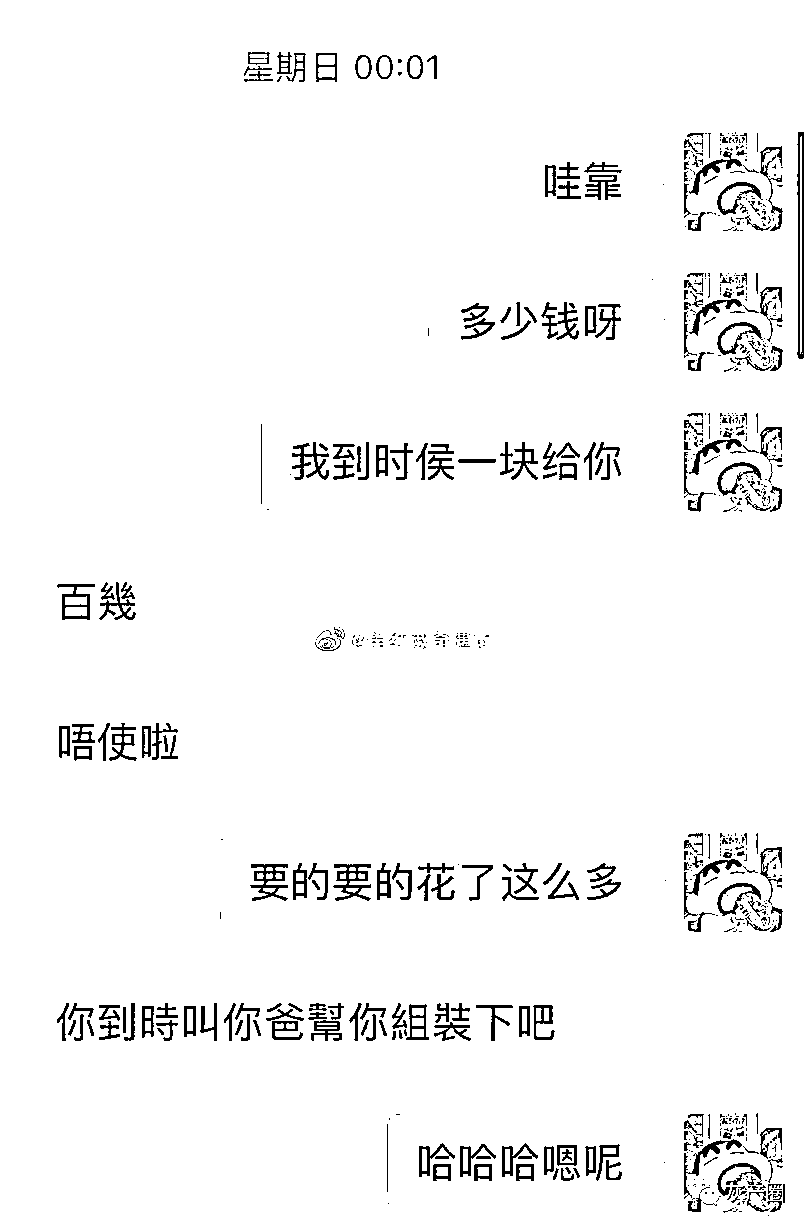 星期日 00:01
哇靠
多少钱呀
我到时侯一块给你
百幾
唔使啦
要的要的花了这么多
你到時叫你爸幫你組裝下吧
哈哈哈嗯呢